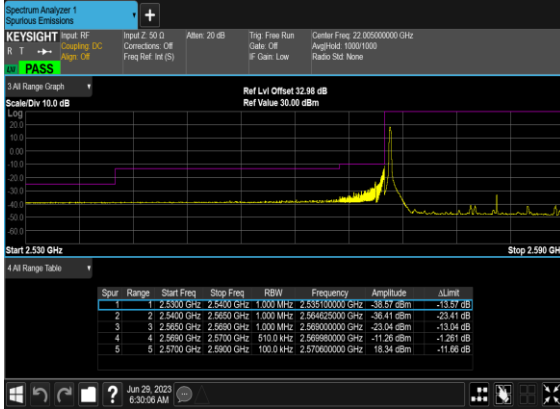 Spectrum Analyzer 1
Spurious Emissions
KEYSIGHT Input: RF Input Z: 50 Ω Atten: 20 dB Trig: Free Run Center Freq: 22.005000000 GHz
R T Coupling: DC Corrections: Off Gate: Off Avg|Hold: 1000/1000
Align: Off Freq Ref: Int (S) IF Gain: Low Radio Std: None
PASS
3 All Range Graph
Ref Lvl Offset 32.98 dB
Scale/Div 10.0 dB Ref Value 30.00 dBm
Log
20.0
10.0
0.00
-10.0
-20.0
-30.0
-40.0
-50.0
-60.0
Start 2.530 GHz Stop 2.590 GH
4 All Range Table
Spur Range Start Freq Stop Freq RBW Frequency Amplitude ΔLimit
1 1 2.5300 GHz 2.5400 GHz 1.000 MHz 2.535100000 GHz -38.57 dBm -13.57 dB
2 2 2.5400 GHz 2.5650 GHz 1.000 MHz 2.564625000 GHz -36.41 dBm -23.41 dB
3 3 2.5650 GHz 2.5690 GHz 1.000 MHz 2.569000000 GHz -23.04 dBm -13.04 dB
4 4 2.5690 GHz 2.5700 GHz 510.0 kHz 2.569980000 GHz -11.26 dBm -1.261 dB
5 5 2.5700 GHz 2.5900 GHz 100.0 kHz 2.570600000 GHz 18.34 dBm -11.66 dB
Jun 29, 2023
6:30:06 AM